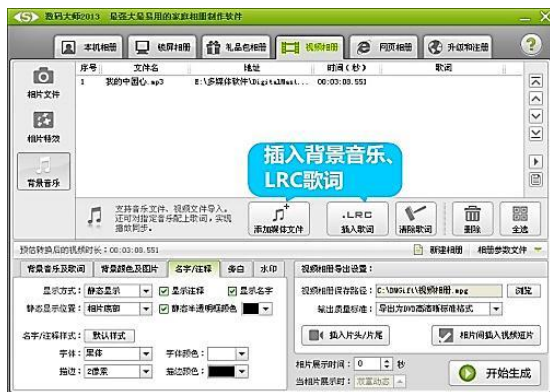 数码大师2013 最强大最易用的家庭相册制作软件
本机相册 锁屏相册 礼品包相册 视频相册 网页相册 升级和注册 ?
相片文件
相片特效
背景音乐
序号 文件名 地址 时间(秒) 歌词
1 我的中国心.mp3 E:\多媒体软件\DigitalMast... 00:03:08.551
插入背景音乐、
LRC歌词
支持音乐文件、视频文件导入。
还可对指定音乐配上歌词,实现
播放同步。
添加媒体文件
.LRC
插入歌词
清除歌词
删除
全选
预估转换后的视频时长:00:03:08.551
新建相册 相册参数文件
背景音乐及歌词 背景颜色及图片 名字/注释 旁白 水印
显示方式: 静态显示 显示注释 显示名字
静态显示位置: 相片底部 静态半透明框颜色
名字/注释样式: 默认样式
字体: 黑体 字体颜色:
描边: 2像素 描边颜色:
视频相册导出设置:
视频相册保存路径: C:\DMGift\视频相册.mpg 浏览
输出质量标准: 导出为DVD高清晰标准格式
插入片头/片尾 相片间插入视频短片
相片展示时间: 0 秒
当相片展示时: 双重动态
开始生成